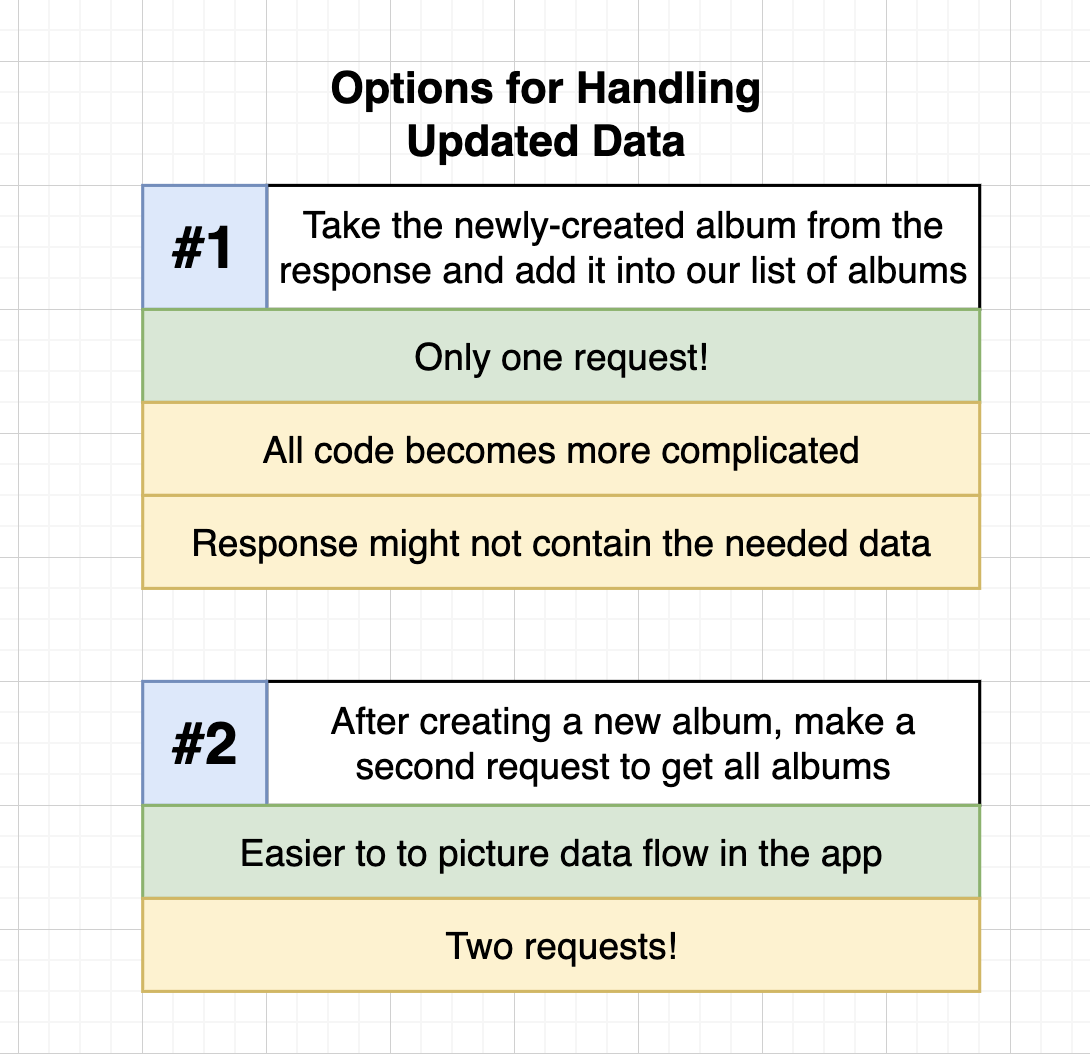 Options for Handling
Updated Data
#1
Take the newly-created album from the
response and add it into our list of albums
Only one request!
All code becomes more complicated
Response might not contain the needed data
#2
After creating a new album, make a
second request to get all albums
Easier to to picture data flow in the app
Two requests!